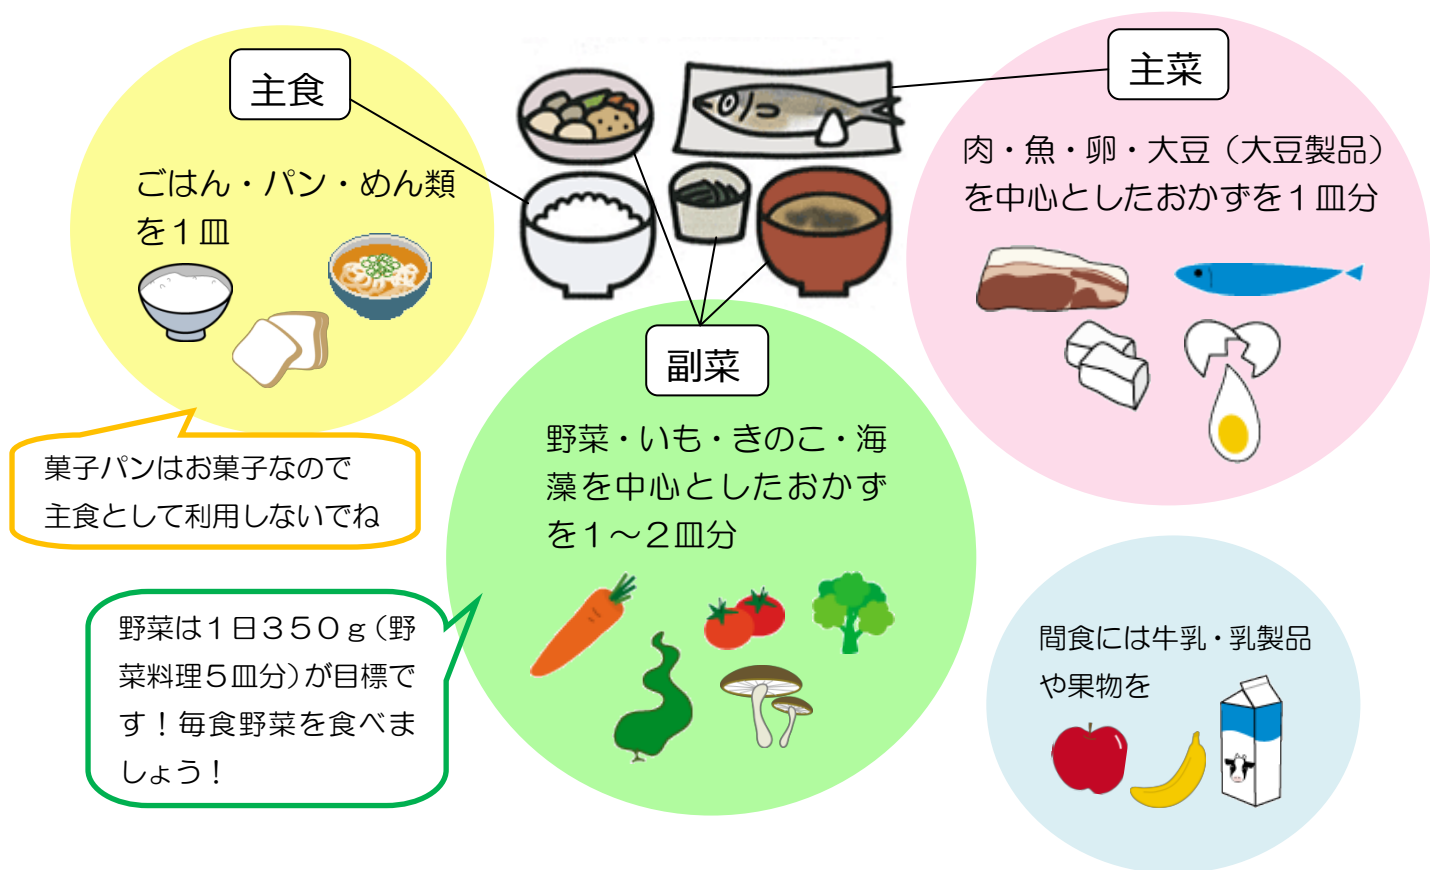 主食
ごはん・パン・めん類
を１皿
菓子パンはお菓子なので
主食として利用しないでね
主菜
肉・魚・卵・大豆（大豆製品）
を中心としたおかずを１皿分
副菜
野菜・いも・きのこ・海
藻を中心としたおかず
を１～２皿分
野菜は１日３５０ｇ（野
菜料理５皿分）が目標で
す！毎食野菜を食べま
しょう！
間食には牛乳・乳製品
や果物を